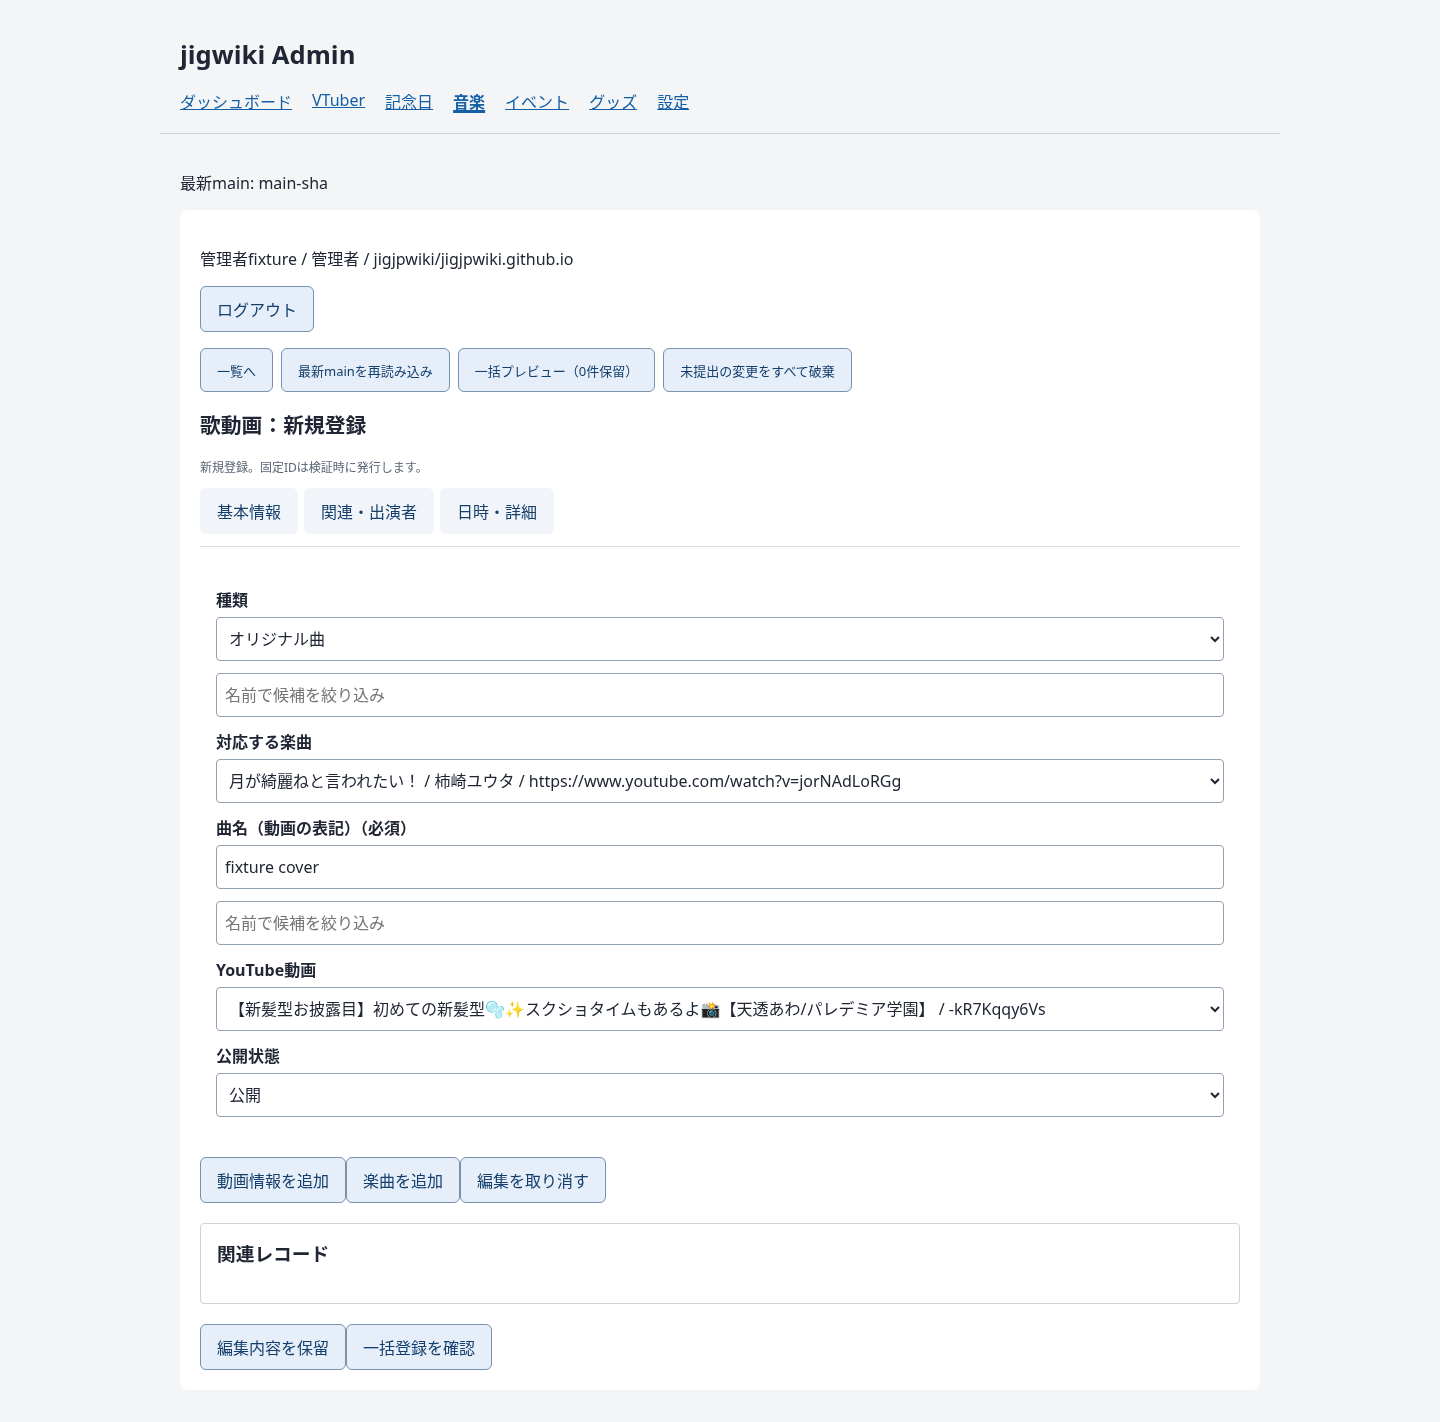 jigwiki Admin
ダッシュボード VTuber 記念日 音楽 イベント グッズ 設定
最新main: main-sha
管理者fixture / 管理者 / jigjpwiki/jigjpwiki.github.io
ログアウト
一覧へ 最新mainを再読み込み 一括プレビュー（0件保留） 未提出の変更をすべて破棄
歌動画：新規登録
新規登録。固定IDは検証時に発行します。
基本情報 関連・出演者 日時・詳細
種類
オリジナル曲
名前で候補を絞り込み
対応する楽曲
月が綺麗ねと言われたい！ / 柿崎ユウタ / https://www.youtube.com/watch?v=jorNAdLoRGg
曲名（動画の表記）（必須）
fixture cover
名前で候補を絞り込み
YouTube動画
【新髪型お披露目】初めての新髪型🫧✨スクショタイムもあるよ📸【天透あわ/パレデミア学園】 / -kR7Kqqy6Vs
公開状態
公開
動画情報を追加 楽曲を追加 編集を取り消す
関連レコード
編集内容を保留 一括登録を確認